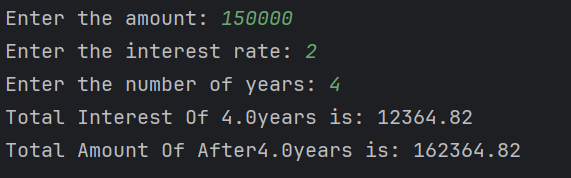 Enter the amount: 150000
Enter the interest rate: 2
Enter the number of years: 4
Total Interest Of 4.0years is: 12364.82
Total Amount Of After4.0years is: 162364.82